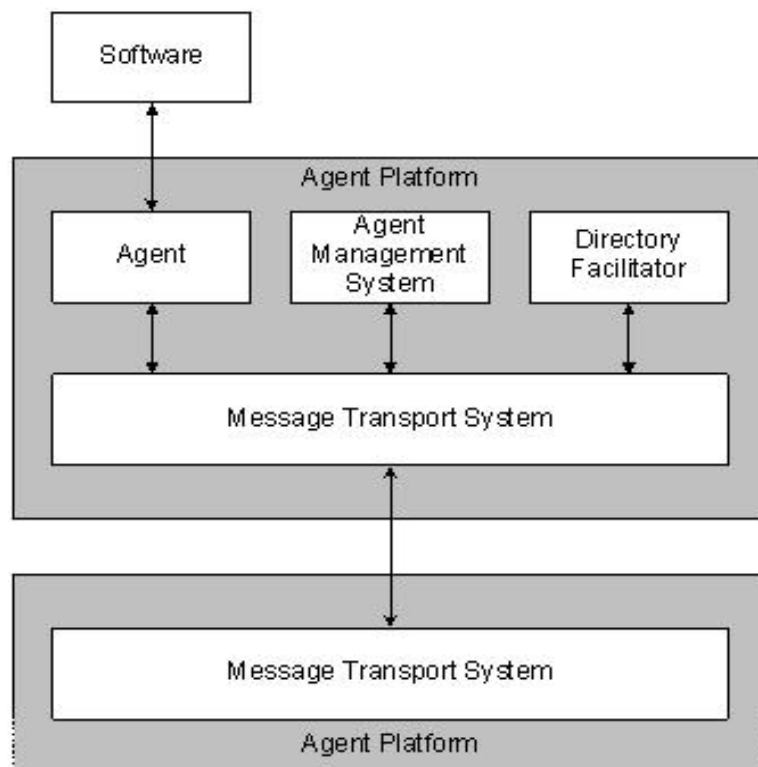 Software
Agent Platform
Agent
Agent
Management
System
Directory
Facilitator
Message Transport System
Message Transport System
Agent Platform